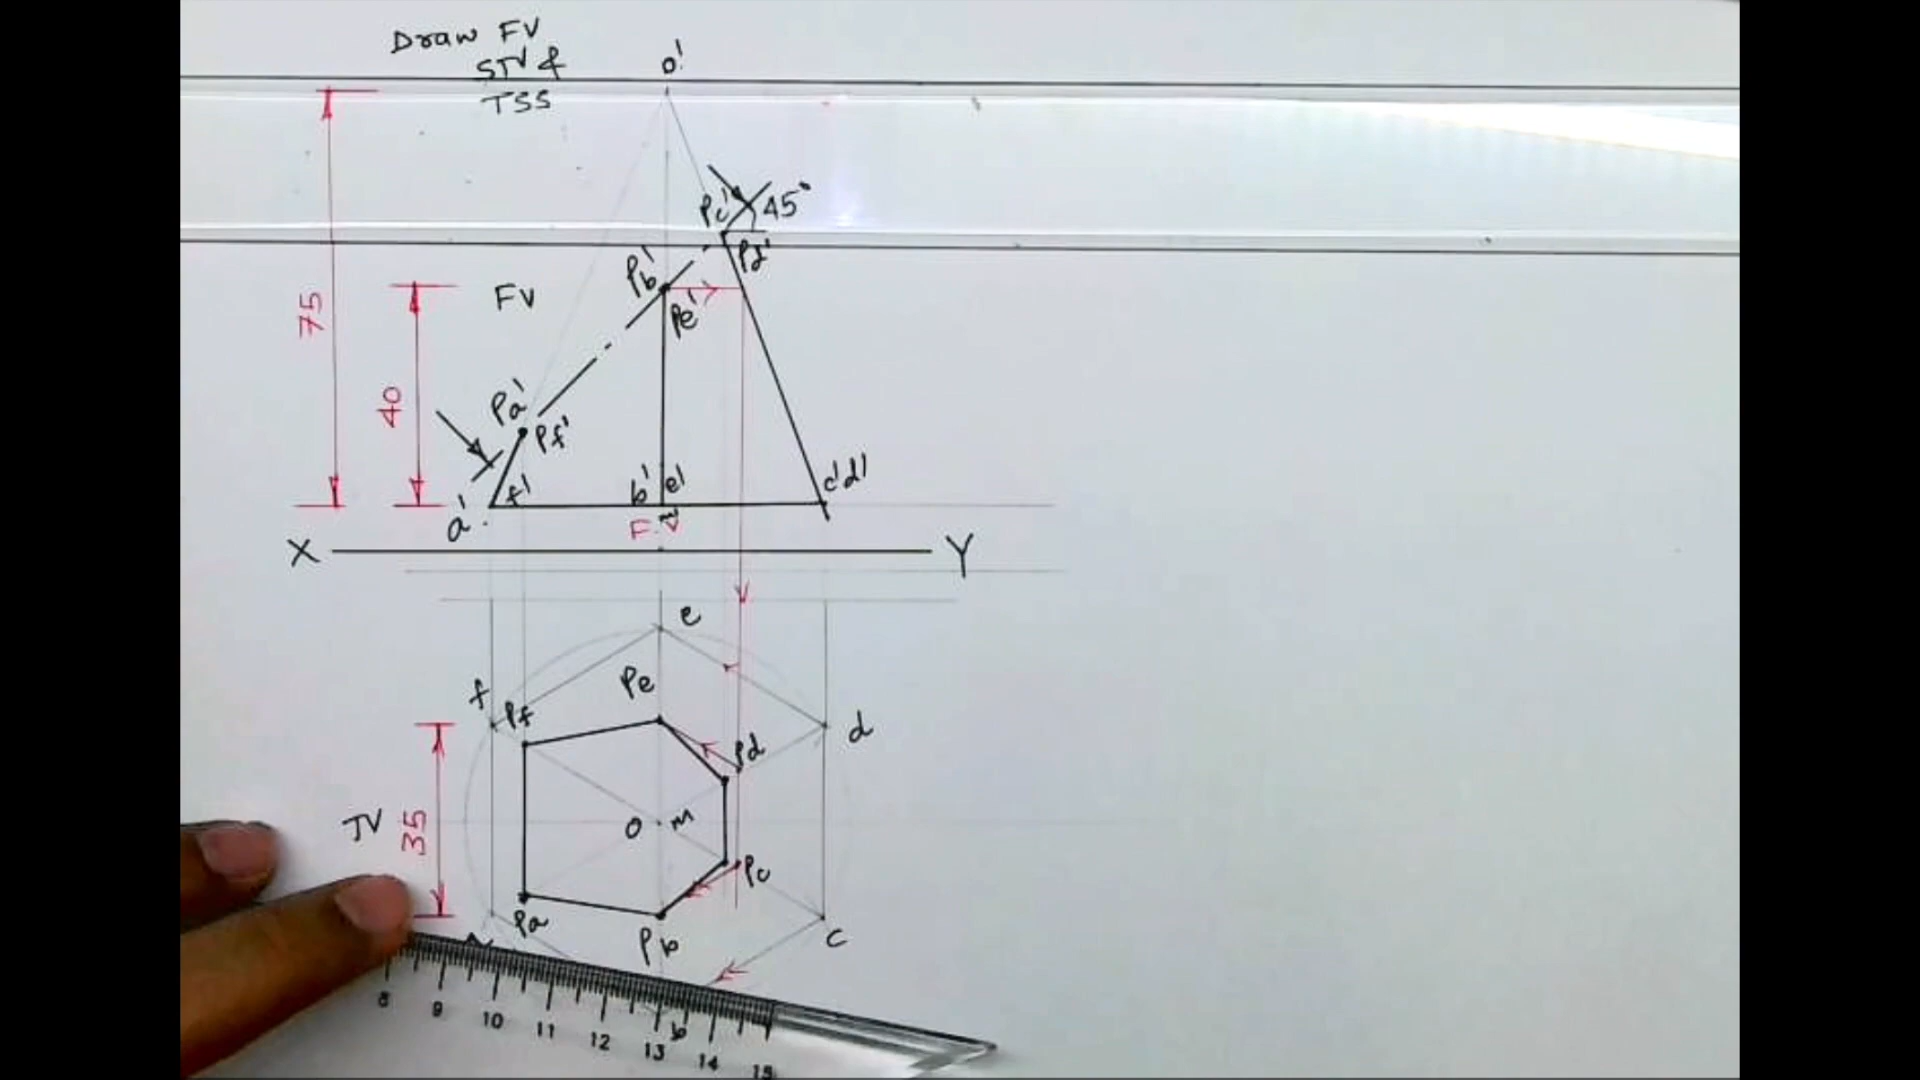 Draw FV
STV &
TSS
o'
Pc'
45°
Pd'
Pb'
Pe'
FV
75
40
Pa'
Pf'
a'
f'
b'
e'
c'd'
F.V
X
Y
e
f
Pf
Pe
Pd
d
TV
35
O
M
Pc
Pa
Pb
c
b
8 9 10 11 12 13 14 15